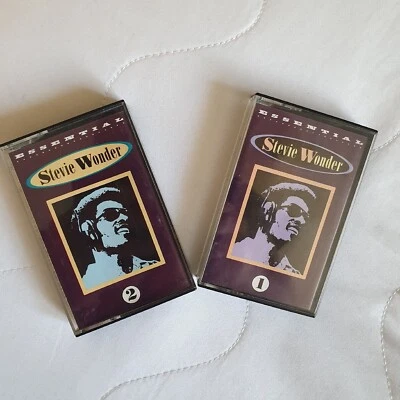 ESSENTIAL
Stevie Wonder
2
ESSENTIAL
Stevie Wonder
1